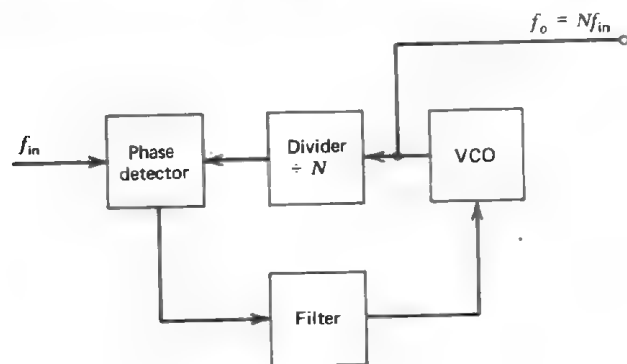 f_o = Nf_in
f_in
Phase
detector
Divider
÷ N
VCO
Filter